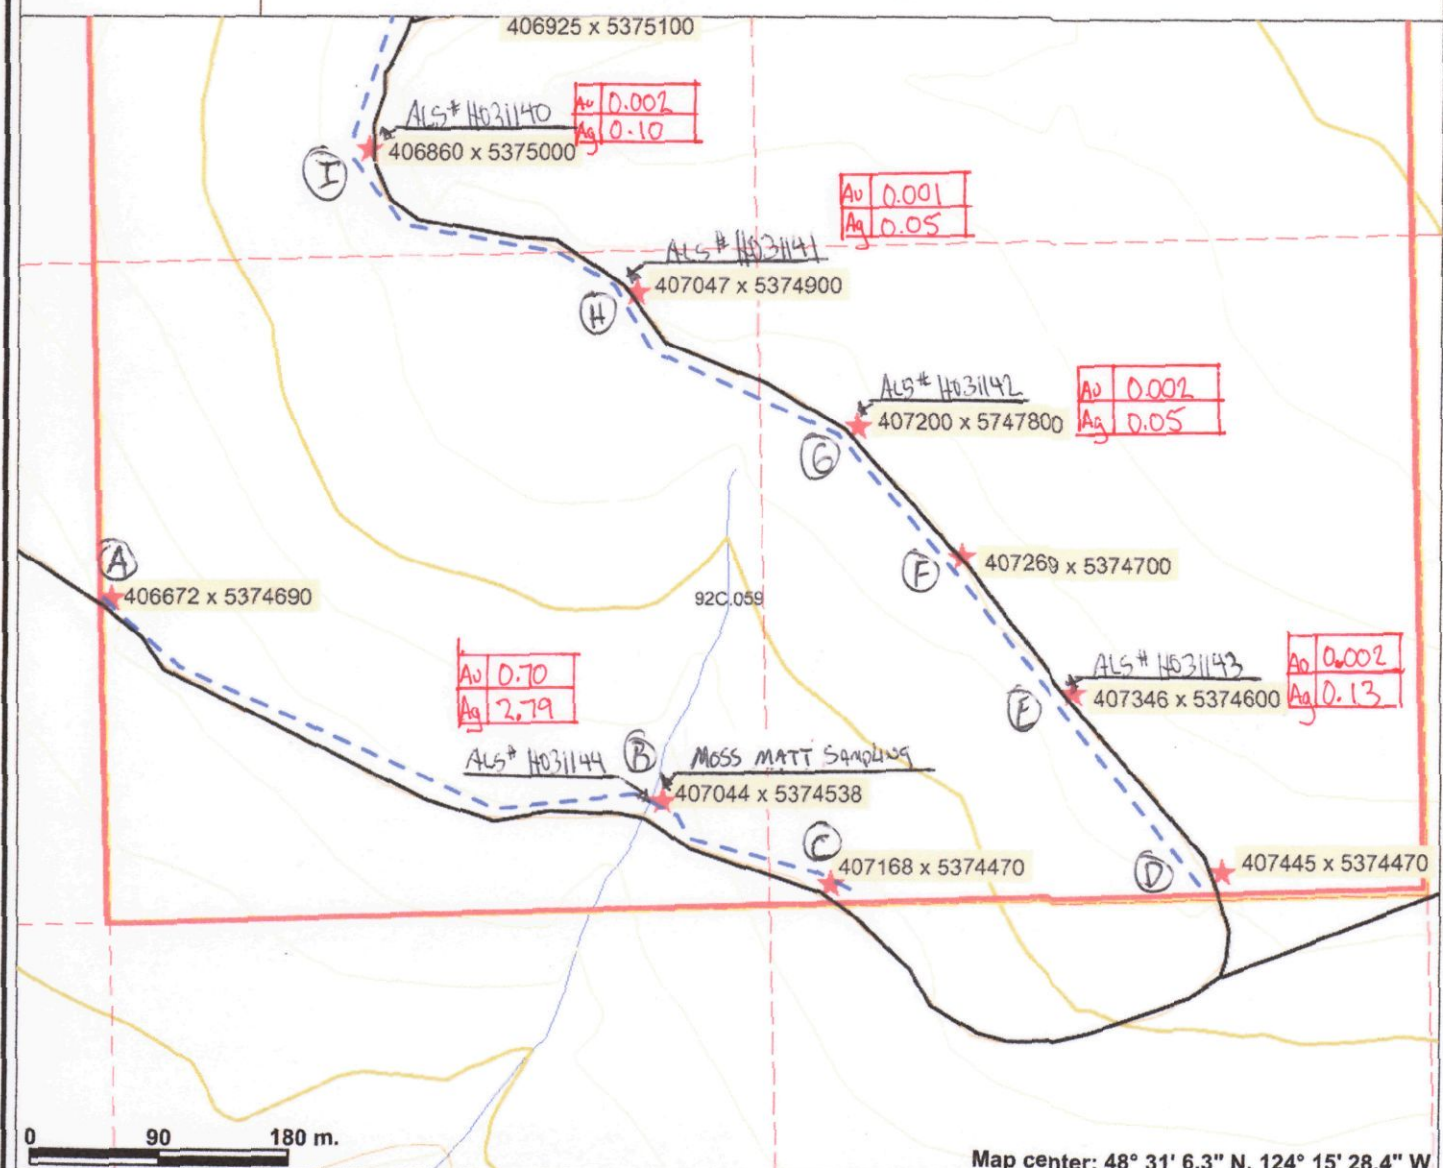 406925 x 5375100
ALS# H031140
Au 0.002
Ag 0.10
406860 x 5375000
I
Au 0.001
Ag 0.05
ALS# H031141
407047 x 5374900
H
ALS# H031142
Au 0.002
Ag 0.05
407200 x 5747800
G
A
406672 x 5374690
F
407269 x 5374700
92C.059
Au 0.70
Ag 2.79
ALS# H031143
Au 0.002
Ag 0.13
407346 x 5374600
E
ALS# H031144
B
MOSS MATT SAMPLING
407044 x 5374538
C
407168 x 5374470
D
407445 x 5374470
0 90 180 m.
Map center: 48° 31' 6.3" N, 124° 15' 28.4" W